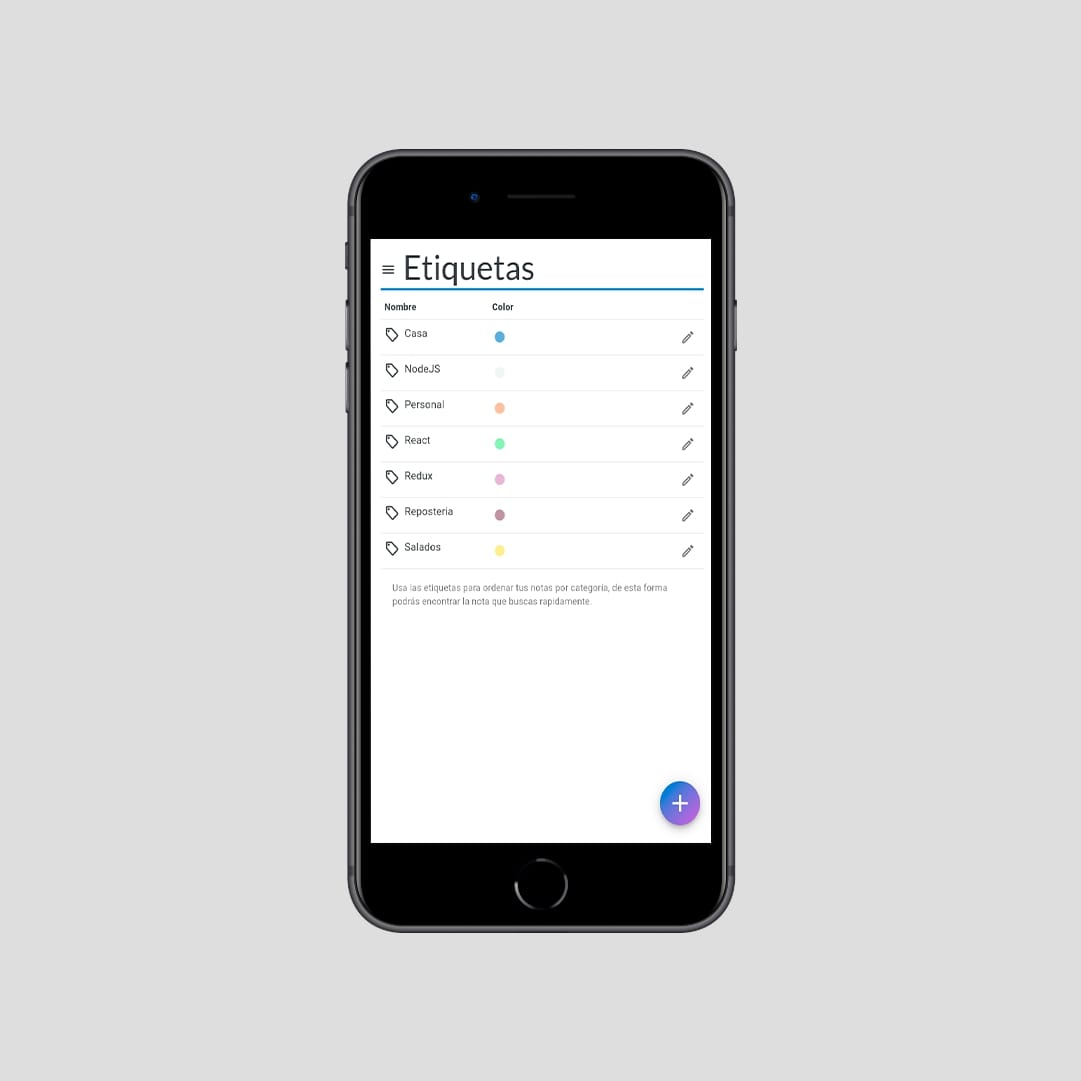 Etiquetas
Nombre Color
Casa
NodeJS
Personal
React
Redux
Reposteria
Salados
Usa las etiquetas para ordenar tus notas por categoría, de esta forma
podrás encontrar la nota que buscas rapidamente.